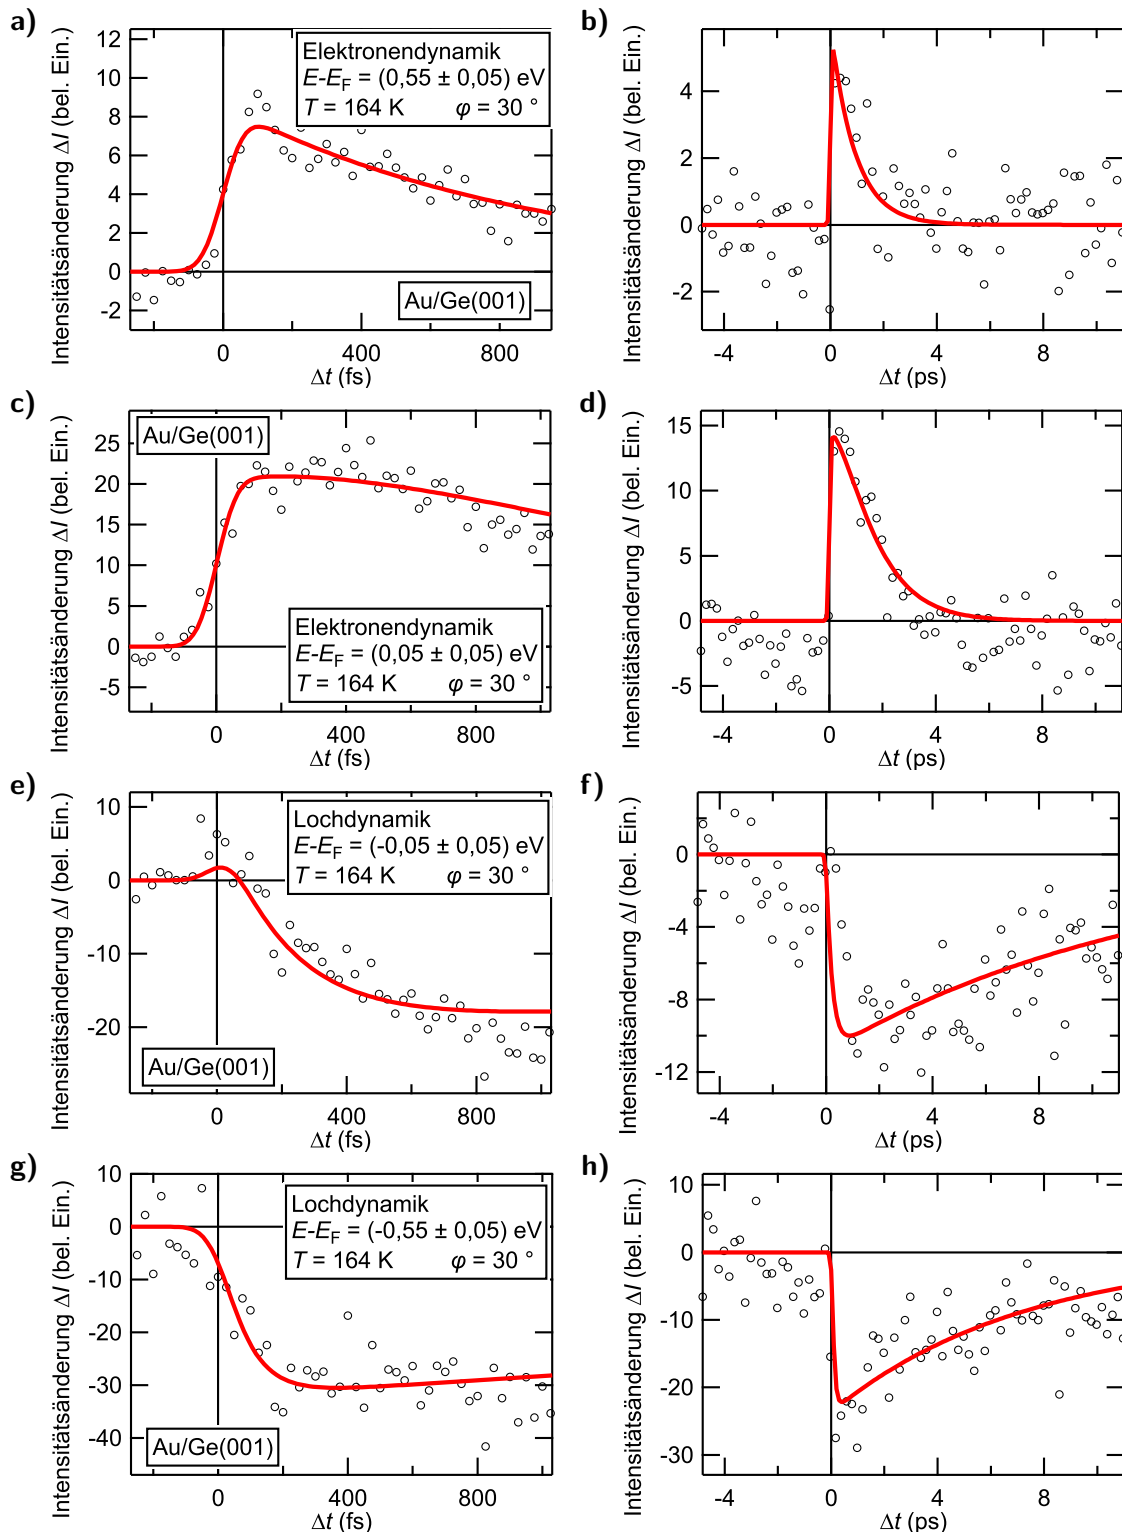 a)
Intensitätsänderung ΔI (bel. Ein.)
12
10
8
6
4
2
0
-2
Elektronendynamik
E-EF = (0,55 ± 0,05) eV
T = 164 K φ = 30 °
Au/Ge(001)
0 400 800
Δt (fs)
b)
Intensitätsänderung ΔI (bel. Ein.)
4
2
0
-2
-4 0 4 8
Δt (ps)
c)
Intensitätsänderung ΔI (bel. Ein.)
25
20
15
10
5
0
-5
Au/Ge(001)
Elektronendynamik
E-EF = (0,05 ± 0,05) eV
T = 164 K φ = 30 °
0 400 800
Δt (fs)
d)
Intensitätsänderung ΔI (bel. Ein.)
15
10
5
0
-5
-4 0 4 8
Δt (ps)
e)
Intensitätsänderung ΔI (bel. Ein.)
10
0
-10
-20
Lochdynamik
E-EF = (-0,05 ± 0,05) eV
T = 164 K φ = 30 °
Au/Ge(001)
0 400 800
Δt (fs)
f)
Intensitätsänderung ΔI (bel. Ein.)
0
-4
-8
-12
-4 0 4 8
Δt (ps)
g)
Intensitätsänderung ΔI (bel. Ein.)
10
0
-10
-20
-30
-40
Lochdynamik
E-EF = (-0,55 ± 0,05) eV
T = 164 K φ = 30 °
Au/Ge(001)
0 400 800
Δt (fs)
h)
Intensitätsänderung ΔI (bel. Ein.)
10
0
-10
-20
-30
-4 0 4 8
Δt (ps)